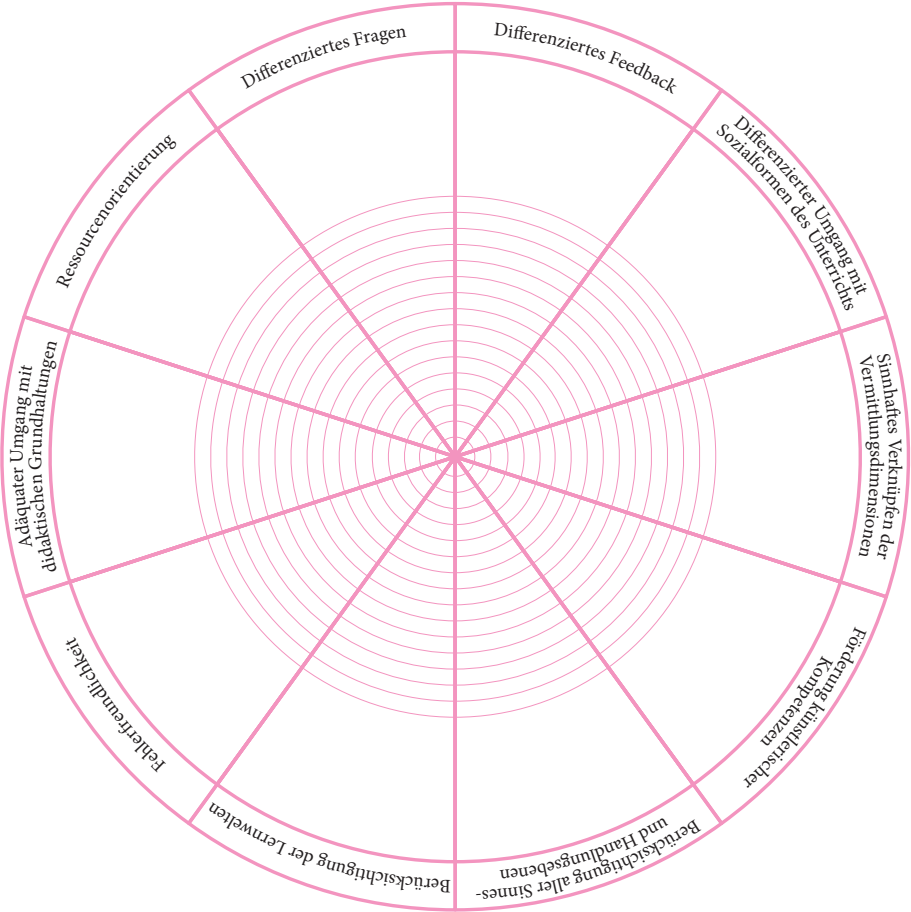 Differenziertes Feedback
Differenzierter Umgang mit
Sozialformen des Unterrichts
Sinnhaftes Verknüpfen der
Vermittlungsdimensionen
Förderung künstlerischer
Kompetenzen
Berücksichtigung aller Sinnes-
und Handlungsebenen
Berücksichtigung der Lernwelten
Fehlerfreundlichkeit
Adäquater Umgang mit
didaktischen Grundhaltungen
Ressourcenorientierung
Differenziertes Fragen